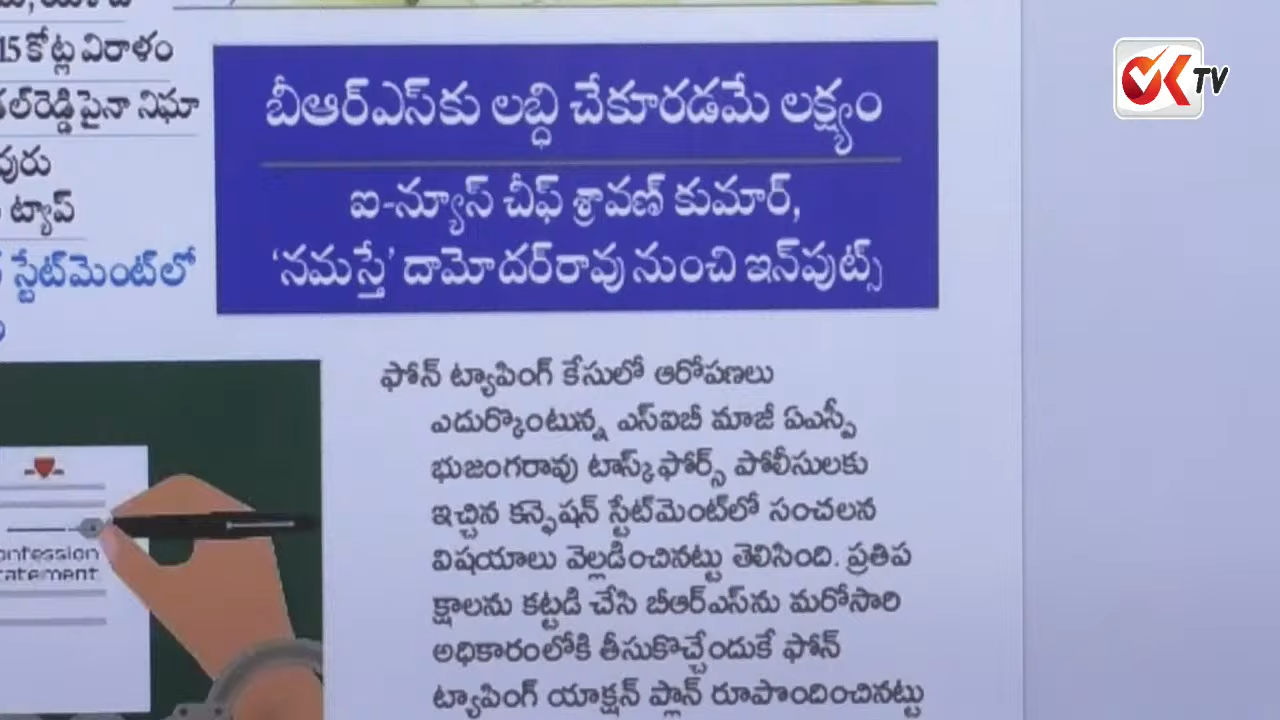 15 కోట్ల విరాళం
నిఘా
ట్యాప్
స్టేట్‌మెంట్‌లో
బీఆర్ఎస్‌కు లబ్ధి చేకూరడమే లక్ష్యం
ఐ-న్యూస్ చీఫ్ శ్రావణ్ కుమార్,
‘నమస్తే’ దామోదర్‌రావు నుంచి ఇన్‌పుట్స్
ఫోన్ ట్యాపింగ్ కేసులో ఆరోపణలు
ఎదుర్కొంటున్న ఎస్ఐబీ మాజీ ఏఎస్పీ
భుజంగరావు టాస్క్‌ఫోర్స్ పోలీసులకు
ఇచ్చిన కన్ఫెషన్ స్టేట్‌మెంట్‌లో సంచలన
విషయాలు వెల్లడించినట్టు తెలిసింది. ప్రతిప
క్షాలను కట్టడి చేసి బీఆర్ఎస్‌ను మరోసారి
అధికారంలోకి తీసుకొచ్చేందుకే ఫోన్
ట్యాపింగ్ యాక్షన్ ప్లాన్ రూపొందించినట్టు
onfession
tatement
OK TV